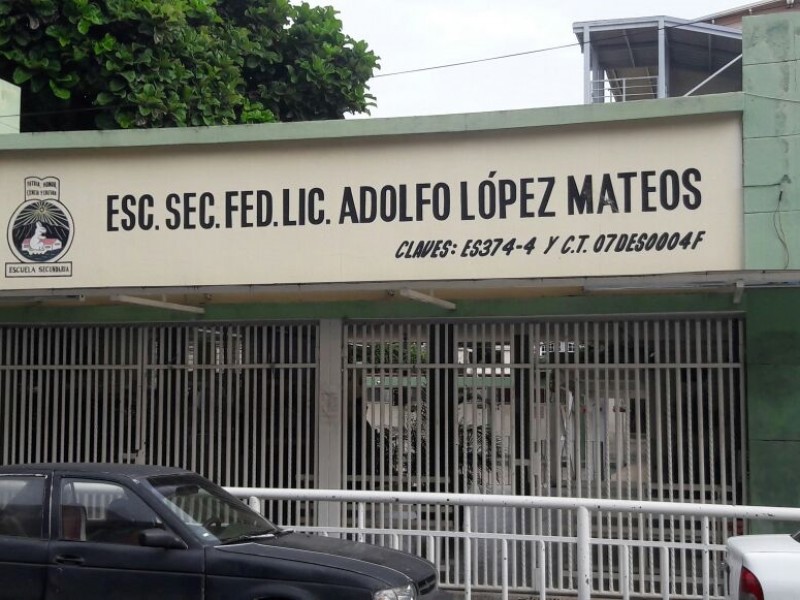 ESC. SEC. FED. LIC. ADOLFO LÓPEZ MATEOS
CLAVES: ES374-4 Y C.T. 07DES0004F
ESCUELA SECUNDARIA